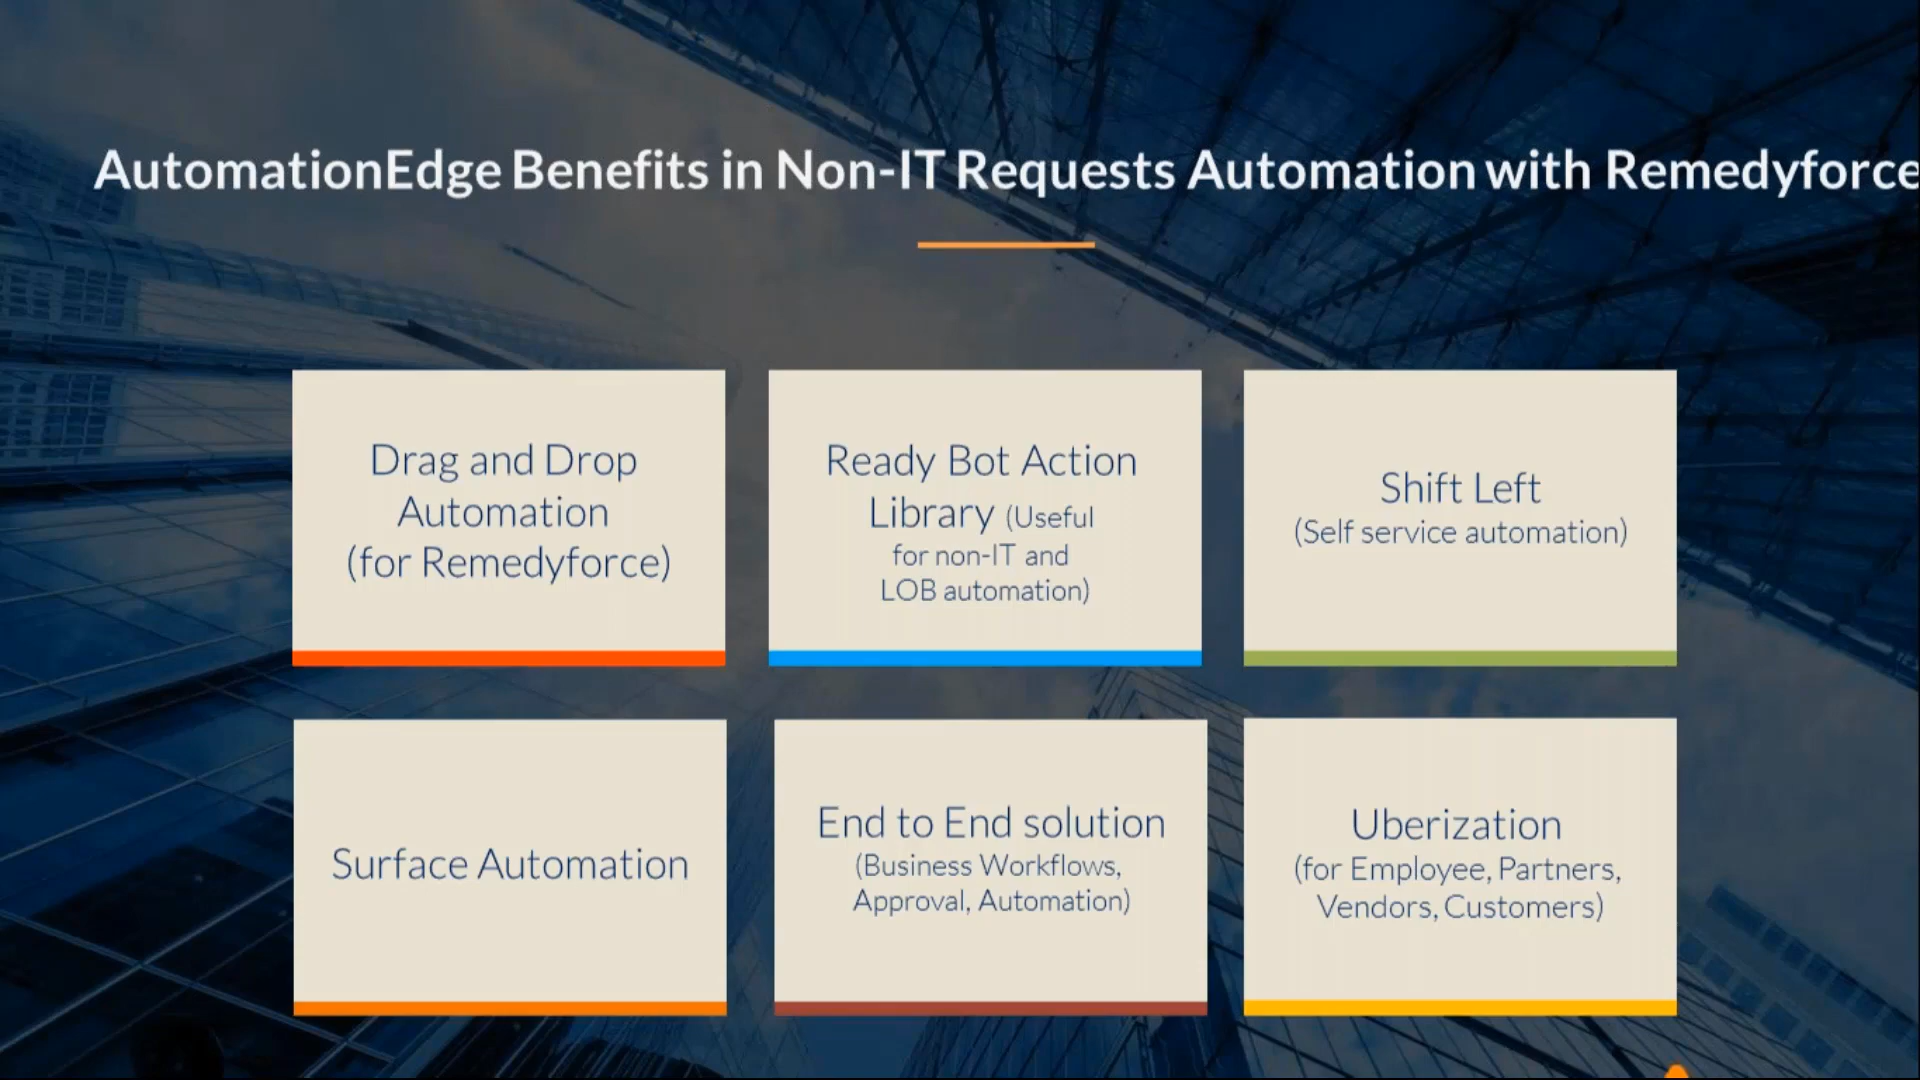 AutomationEdge Benefits in Non-IT Requests Automation with Remedyforce
Drag and Drop
Automation
(for Remedyforce)
Ready Bot Action
Library (Useful
for non-IT and
LOB automation)
Shift Left
(Self service automation)
Surface Automation
End to End solution
(Business Workflows,
Approval, Automation)
Uberization
(for Employee, Partners,
Vendors, Customers)